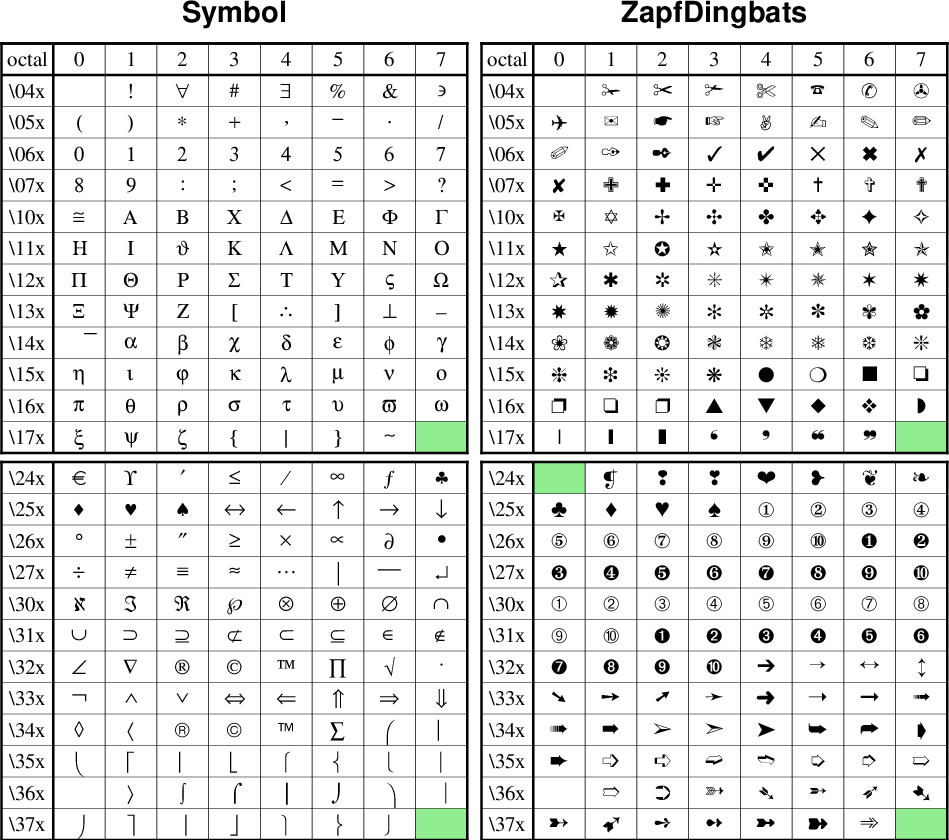 Symbol
octal 0 1 2 3 4 5 6 7
\04x ! ∀ # ∃ % & ∍
\05x ( ) * + , − . /
\06x 0 1 2 3 4 5 6 7
\07x 8 9 : ; < = > ?
\10x ≅ Α Β Χ Δ Ε Φ Γ
\11x Η Ι ϑ Κ Λ Μ Ν Ο
\12x Π Θ Ρ Σ Τ Υ ς Ω
\13x Ξ Ψ Ζ [ ∴ ] ⊥ _
\14x ‾ α β χ δ ε ϕ γ
\15x η ι φ κ λ μ ν ο
\16x π θ ρ σ τ υ ϖ ω
\17x ξ ψ ζ { | } ~
\24x € ϒ ′ ≤ ⁄ ∞ ƒ ♣
\25x ♦ ♥ ♠ ↔ ← ↑ → ↓
\26x ° ± ″ ≥ × ∝ ∂ •
\27x ÷ ≠ ≡ ≈ … | — ↵
\30x ℵ ℑ ℜ ℘ ⊗ ⊕ ∅ ∩
\31x ∪ ⊃ ⊇ ⊄ ⊂ ⊆ ∈ ∉
\32x ∠ ∇ ® © ™ ∏ √ ⋅
\33x ¬ ∧ ∨ ⇔ ⇐ ⇑ ⇒ ⇓
\34x ◊ 〈 ® © ™ ∑ ⎛ ⎜
\35x ⎝ ⎡ ⎢ ⎣ ⎧ ⎨ ⎩ ⎪
\36x 〉 ∫ ⌠ ⎮ ⌡ ⎞ ⎟
\37x ⎠ ⎤ ⎥ ⎦ ⎫ ⎬ ⎭
ZapfDingbats
octal 0 1 2 3 4 5 6 7
\04x ✁ ✂ ✃ ✄ ☎ ✆ ✇
\05x ✈ ✉ ☛ ☞ ✌ ✍ ✎ ✏
\06x ✐ ✑ ✒ ✓ ✔ ✕ ✖ ✗
\07x ✘ ✙ ✚ ✛ ✜ ✝ ✞ ✟
\10x ✠ ✡ ✢ ✣ ✤ ✥ ✦ ✧
\11x ★ ✩ ✪ ✫ ✬ ✭ ✮ ✯
\12x ✰ ✱ ✲ ✳ ✴ ✵ ✶ ✷
\13x ✸ ✹ ✺ ✻ ✼ ✽ ✾ ✿
\14x ❀ ❁ ❂ ❃ ❄ ❅ ❆ ❇
\15x ❈ ❉ ❊ ❋ ● ❍ ■ ❏
\16x ❐ ❑ ❒ ▲ ▼ ◆ ❖ ◗
\17x ❘ ❙ ❚ ❛ ❜ ❝ ❞
\24x ❡ ❢ ❣ ❤ ❥ ❦ ❧
\25x ♣ ♦ ♥ ♠ ① ② ③ ④
\26x ⑤ ⑥ ⑦ ⑧ ⑨ ⑩ ❶ ❷
\27x ❸ ❹ ❺ ❻ ❼ ❽ ❾ ❿
\30x ➀ ➁ ➂ ➃ ➄ ➅ ➆ ➇
\31x ➈ ➉ ➊ ➋ ➌ ➍ ➎ ➏
\32x ➐ ➑ ➒ ➓ ➔ → ↔ ↕
\33x ➘ ➙ ➚ ➛ ➜ ➝ ➞ ➟
\34x ➠ ➡ ➢ ➣ ➤ ➥ ➦ ➧
\35x ➨ ➩ ➪ ➫ ➬ ➭ ➮ ➯
\36x ➱ ➲ ➳ ➴ ➵ ➶ ➷
\37x ➸ ➹ ➺ ➻ ➼ ➽ ➾